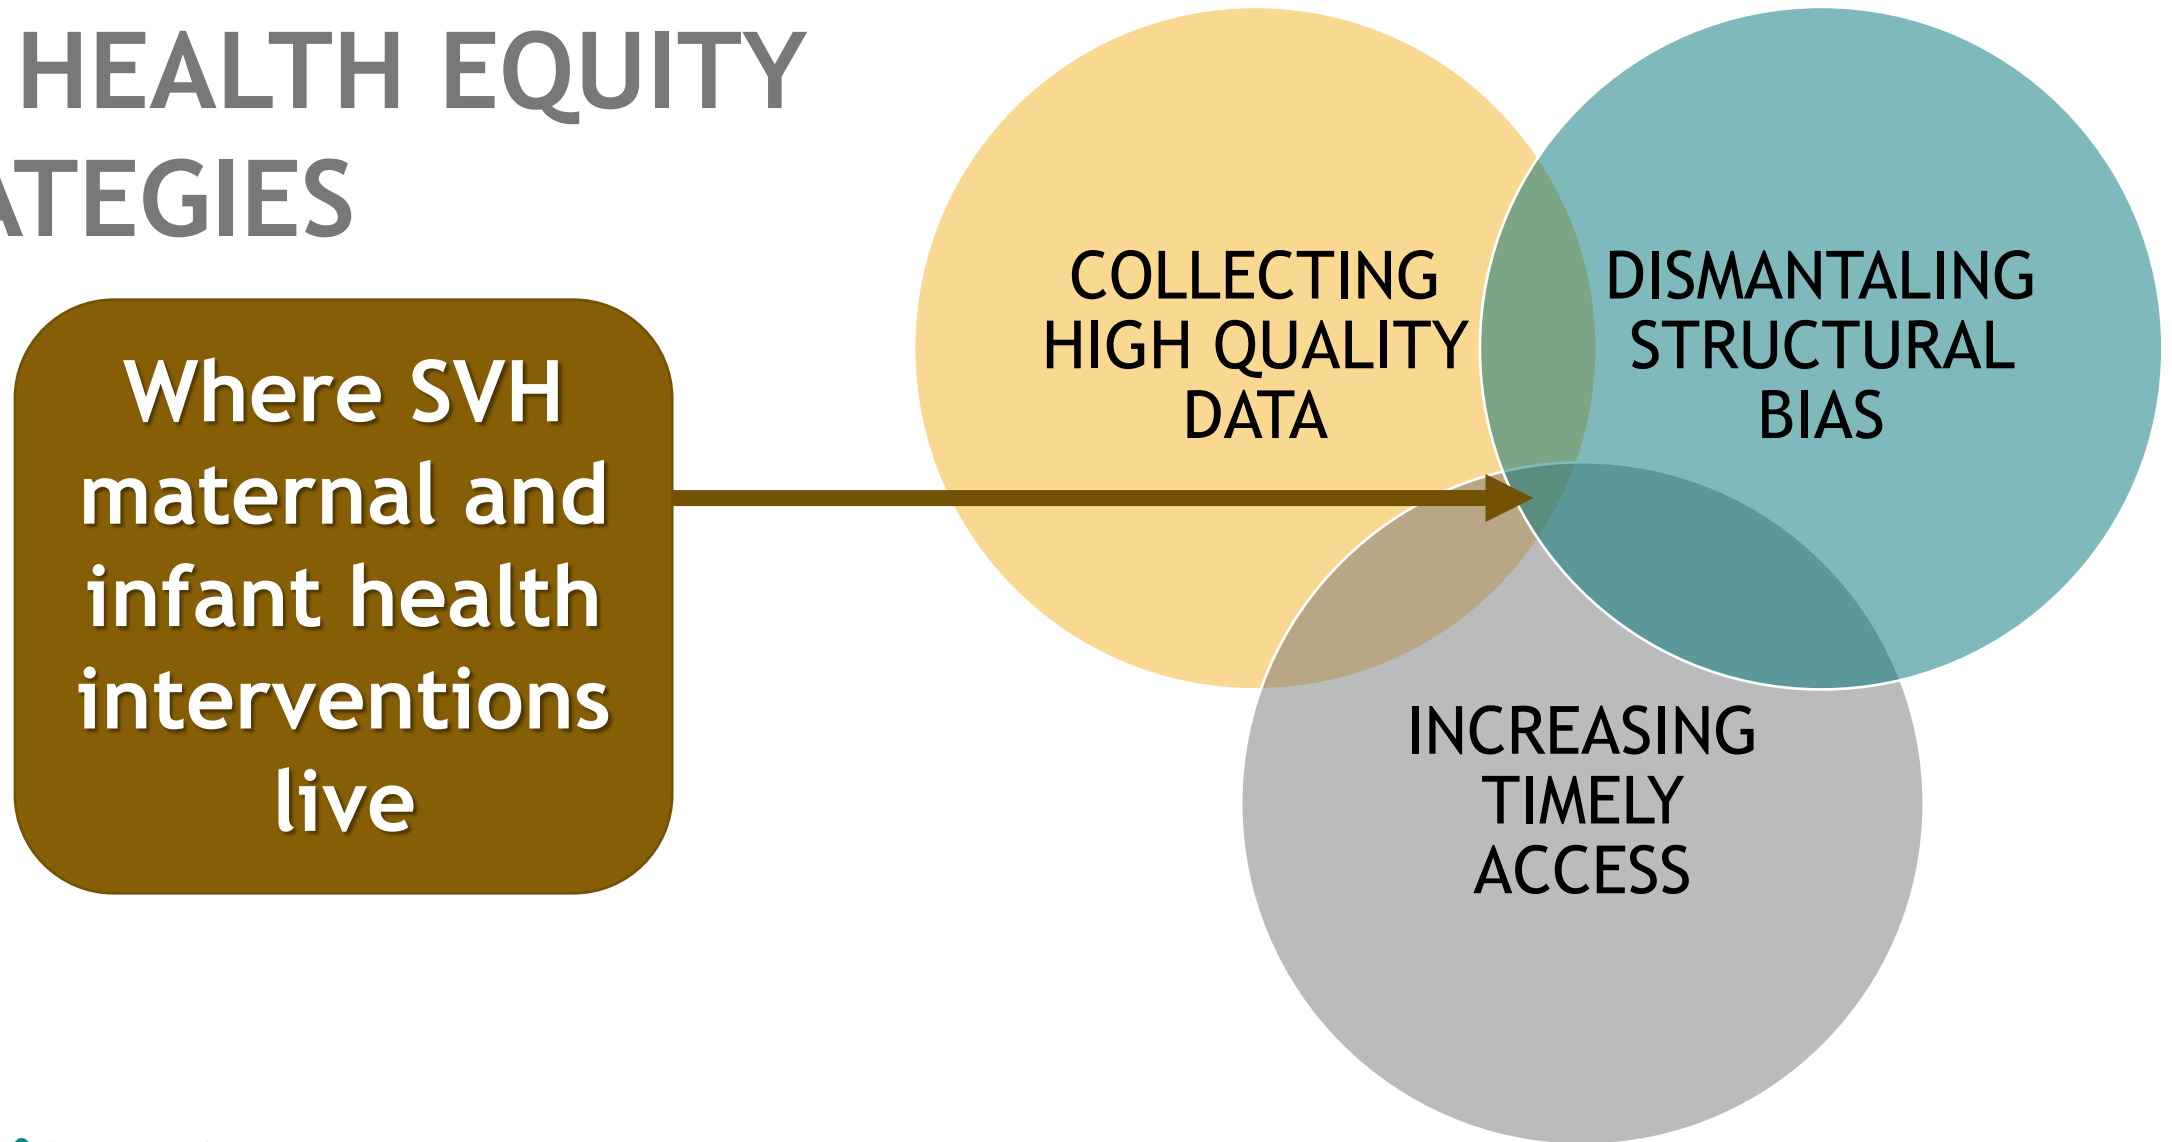 HEALTH EQUITY
ATEGIES
Where SVH
maternal and
infant health
interventions
live
COLLECTING
HIGH QUALITY
DATA
DISMANTALING
STRUCTURAL
BIAS
INCREASING
TIMELY
ACCESS